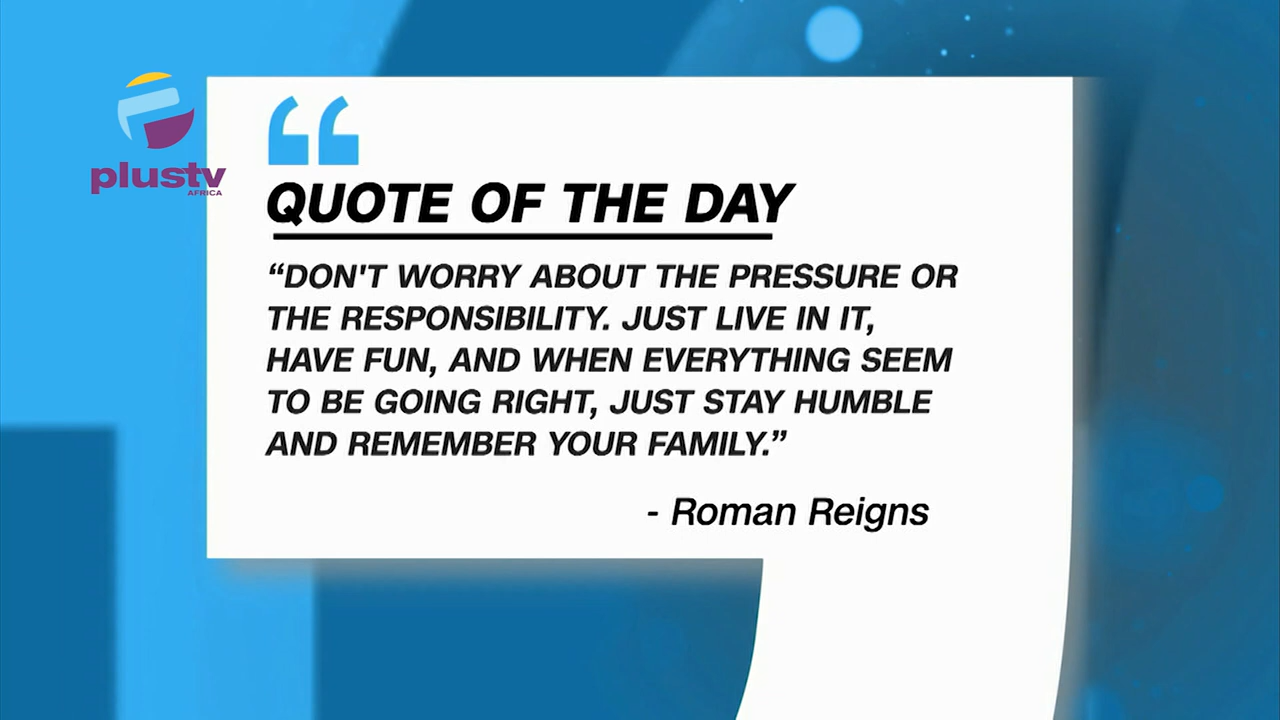 plustv
AFRICA
QUOTE OF THE DAY
“DON'T WORRY ABOUT THE PRESSURE OR
THE RESPONSIBILITY. JUST LIVE IN IT,
HAVE FUN, AND WHEN EVERYTHING SEEM
TO BE GOING RIGHT, JUST STAY HUMBLE
AND REMEMBER YOUR FAMILY.”
- Roman Reigns